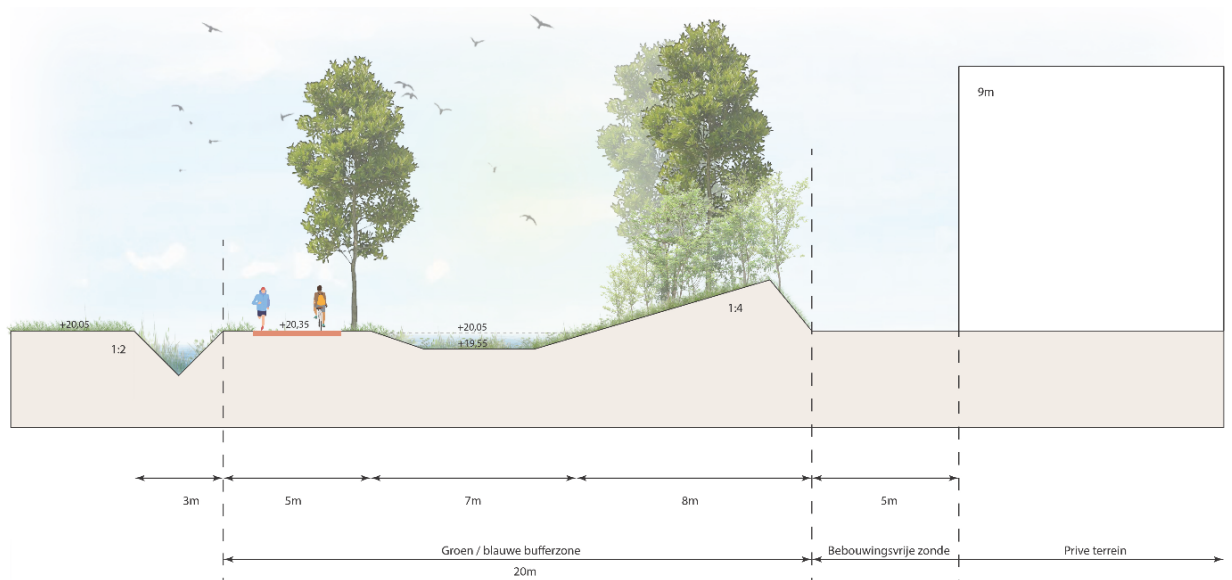 9m
+20,05
+20,35
+20,05
+19,55
1:2
1:4
3m
5m
7m
8m
5m
Groen / blauwe bufferzone
Bebouwingsvrije zonde
Prive terrein
20m